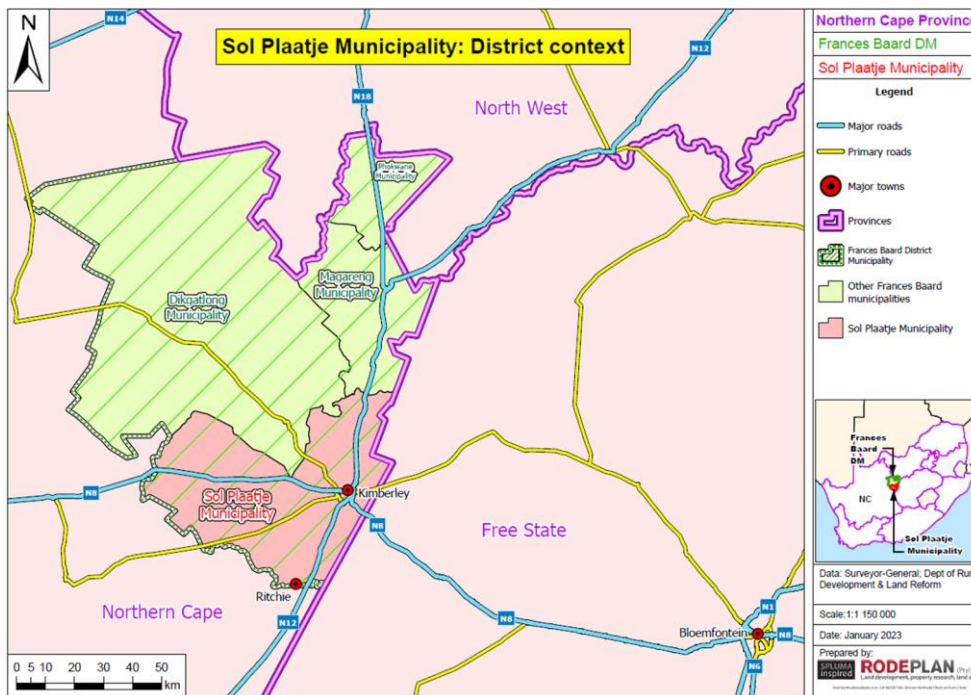 Sol Plaatje Municipality: District context
N
N14
N12
N18
North West
Phokwane
Municipality
Magareng
Municipality
Dikgatlong
Municipality
N8
Sol Plaatje
Municipality
Kimberley
N8
Free State
Ritchie
Northern Cape
N12
N8
N1
Bloemfontein
N8
N6
0 5 10 20 30 40 50
km
Northern Cape Province
Frances Baard DM
Sol Plaatje Municipality
Legend
Major roads
Primary roads
Major towns
Provinces
Frances Baard District
Municipality
Other Frances Baard
municipalities
Sol Plaatje Municipality
Frances
Baard
DM
NC
Sol Plaatje
Municipality
Data: Surveyor-General; Dept of Rur
Development & Land Reform
Scale:1:1 150 000
Date: January 2023
Prepared by:
SPLUMA
inspired
RODEPLAN (Pty)
Land development, property research, land